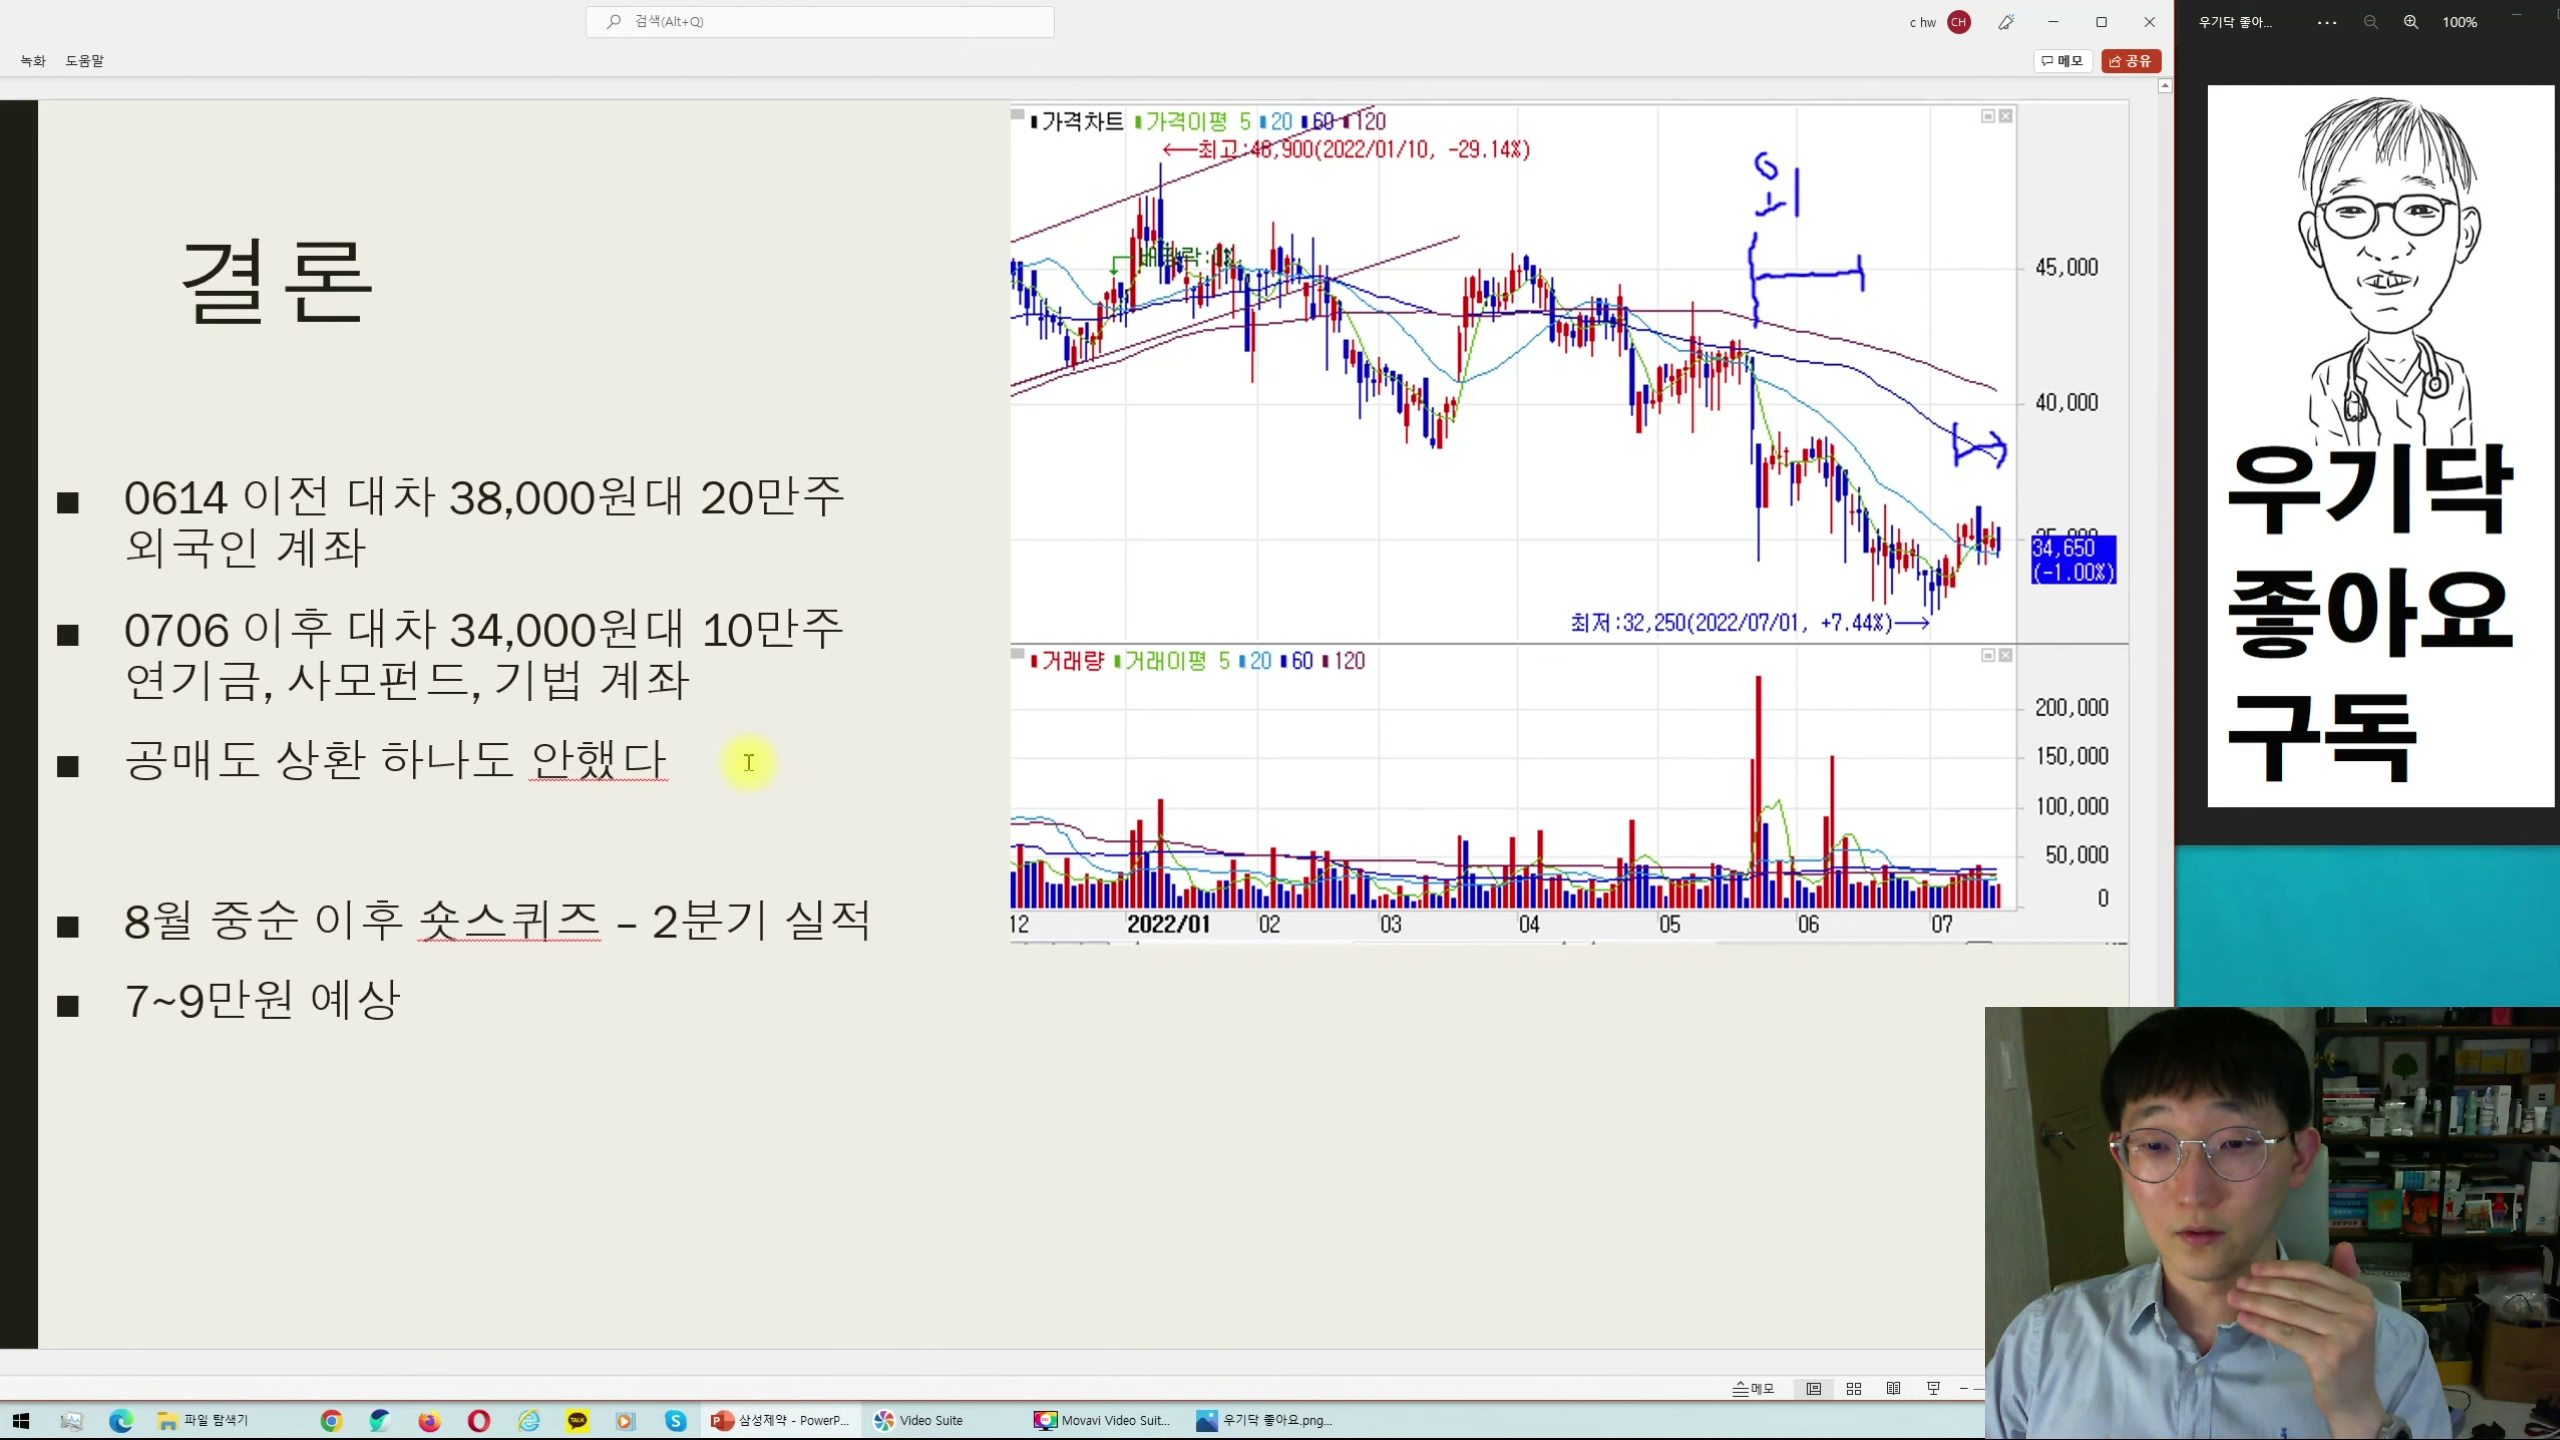 검색(Alt+Q)
c hw
CH
녹화 도움말
메모
공유
결론
■ 0614 이전 대차 38,000원대 20만주
외국인 계좌
■ 0706 이후 대차 34,000원대 10만주
연기금, 사모펀드, 기법 계좌
■ 공매도 상환 하나도 안했다
■ 8월 중순 이후 숏스퀴즈 – 2분기 실적
■ 7~9만원 예상
가격차트 가격이평 5 20 60 120
최고:48,900(2022/01/10, -29.14%)
외
45,000
40,000
34,650
(-1.00%)
최저:32,250(2022/07/01, +7.44%)
거래량 거래이평 5 20 60 120
200,000
150,000
100,000
50,000
0
12 2022/01 02 03 04 05 06 07
우기닥 좋아...
100%
우기닥
좋아요
구독
메모
파일 탐색기
TALK
삼성제약 - PowerP...
Video Suite
Movavi Video Suit...
우기닥 좋아요.png...